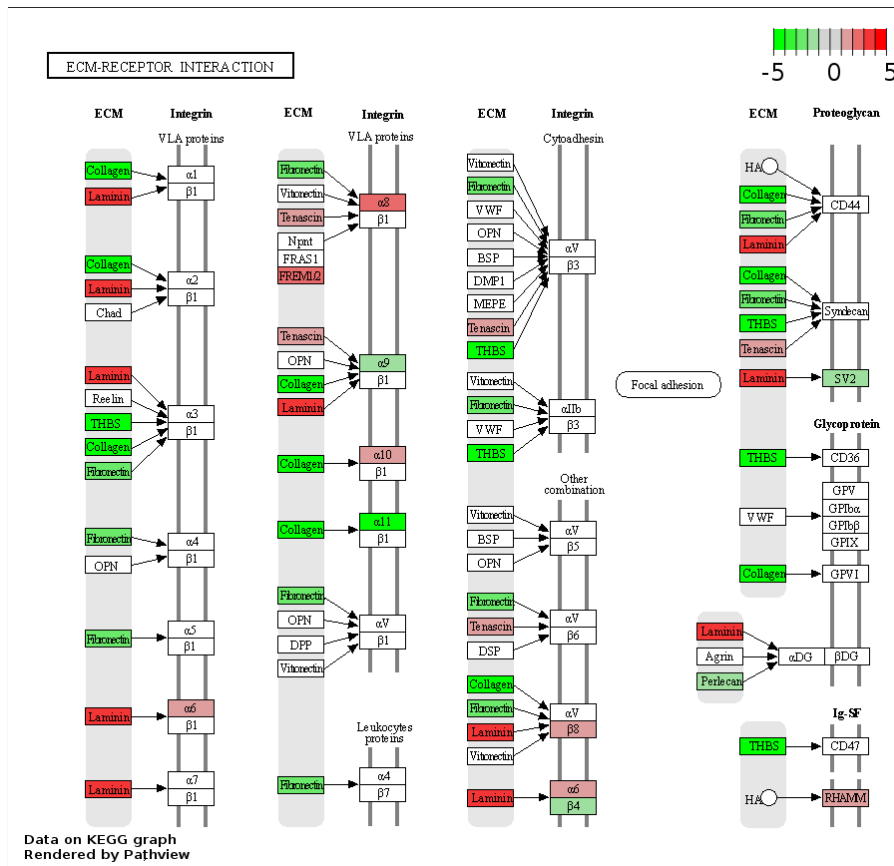 ECM-RECEPTOR INTERACTION
-5 0 5
ECM Integrin
VLA proteins
Collagen
Laminin
α1
β1
Collagen
Laminin
Chad
α2
β1
Laminin
Reelin
THBS
Collagen
Fibronectin
α3
β1
Fibronectin
OPN
α4
β1
Fibronectin
α5
β1
Laminin
α6
β1
Laminin
α7
β1
ECM Integrin
VLA proteins
Fibronectin
Vitronectin
Tenascin
Npnt
FRAS1
FREM1/2
α8
β1
Tenascin
OPN
Collagen
Laminin
α9
β1
Collagen
α10
β1
Collagen
α11
β1
Fibronectin
OPN
DPP
Vitronectin
αV
β1
Leukocytes
proteins
Fibronectin
α4
β7
ECM Integrin
Cytoadhesin
Vitronectin
Fibronectin
VWF
OPN
BSP
DMP1
MEPE
Tenascin
THBS
αV
β3
Vitronectin
Fibronectin
VWF
THBS
αIIb
β3
Other
combination
Vitronectin
BSP
OPN
αV
β5
Fibronectin
Tenascin
DSP
αV
β6
Collagen
Fibronectin
Laminin
Vitronectin
αV
β8
Laminin
α6
β4
Focal adhesion
ECM Proteoglycan
HA
Collagen
Fibronectin
Laminin
CD44
Collagen
Fibronectin
THBS
Tenascin
Syndecan
Laminin
SV2
Glycoprotein
THBS
CD36
VWF
GPV
GPIbα
GPIbβ
GPIX
Collagen
GPVI
Laminin
Agrin
Perlecan
αDG
βDG
Ig-SF
THBS
CD47
HA
RHAMM
Data on KEGG graph
Rendered by Pathview